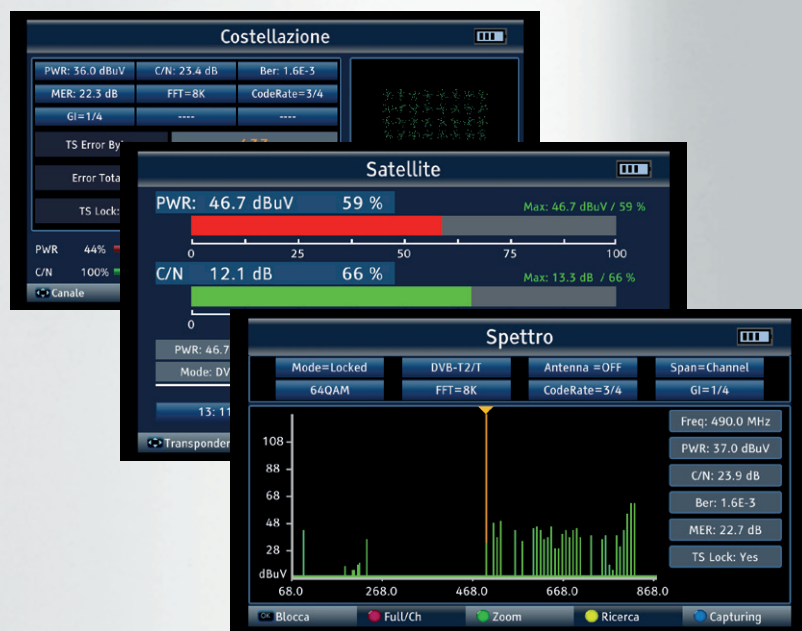 Costellazione
PWR: 36.0 dBuV C/N: 23.4 dB Ber: 1.6E-3
MER: 22.3 dB FFT=8K CodeRate=3/4
GI=1/4 ---- ----
TS Error By
Error Tota
TS Lock:
PWR 44%
C/N 100%
Canale
Satellite
PWR: 46.7 dBuV 59 % Max: 46.7 dBuV / 59 %
0 25 50 75 100
C/N 12.1 dB 66 % Max: 13.3 dB / 66 %
0
PWR: 46.7
Mode: DV
13: 11
Transponder
Spettro
Mode=Locked DVB-T2/T Antenna =OFF Span=Channel
64QAM FFT=8K CodeRate=3/4 GI=1/4
108
88
68
48
28
dBuV
68.0 268.0 468.0 668.0 868.0
Freq: 490.0 MHz
PWR: 37.0 dBuV
C/N: 23.9 dB
Ber: 1.6E-3
MER: 22.7 dB
TS Lock: Yes
OK Blocca Full/Ch Zoom Ricerca Capturing